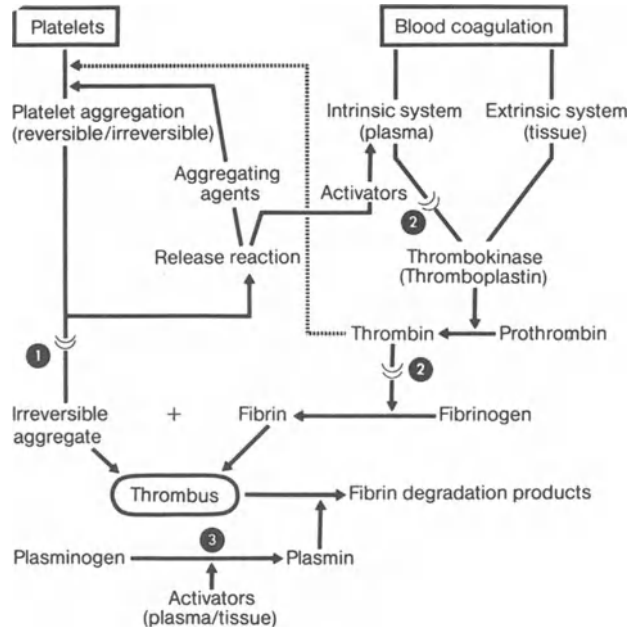 Platelets
Blood coagulation
Platelet aggregation
(reversible/irreversible)
Intrinsic system
(plasma)
Extrinsic system
(tissue)
Aggregating
agents
Activators
2
Release reaction
Thrombokinase
(Thromboplastin)
Thrombin
Prothrombin
1
2
Irreversible
aggregate
+
Fibrin
Fibrinogen
Thrombus
Fibrin degradation products
3
Plasminogen
Plasmin
Activators
(plasma/tissue)